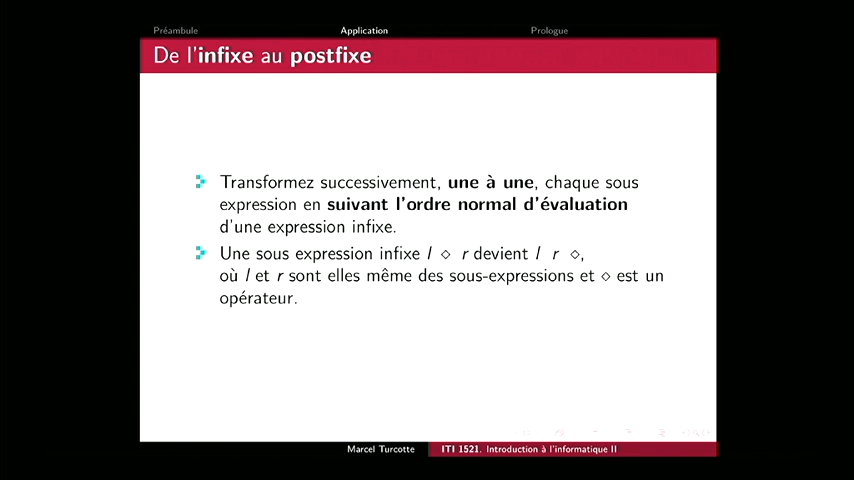 Préambule Application Prologue
De l'infixe au postfixe
Transformez successivement, une à une, chaque sous
expression en suivant l'ordre normal d'évaluation
d'une expression infixe.
Une sous expression infixe l ⋄ r devient l r ⋄,
où l et r sont elles même des sous-expressions et ⋄ est un
opérateur.
Marcel Turcotte ITI 1521. Introduction à l'informatique II